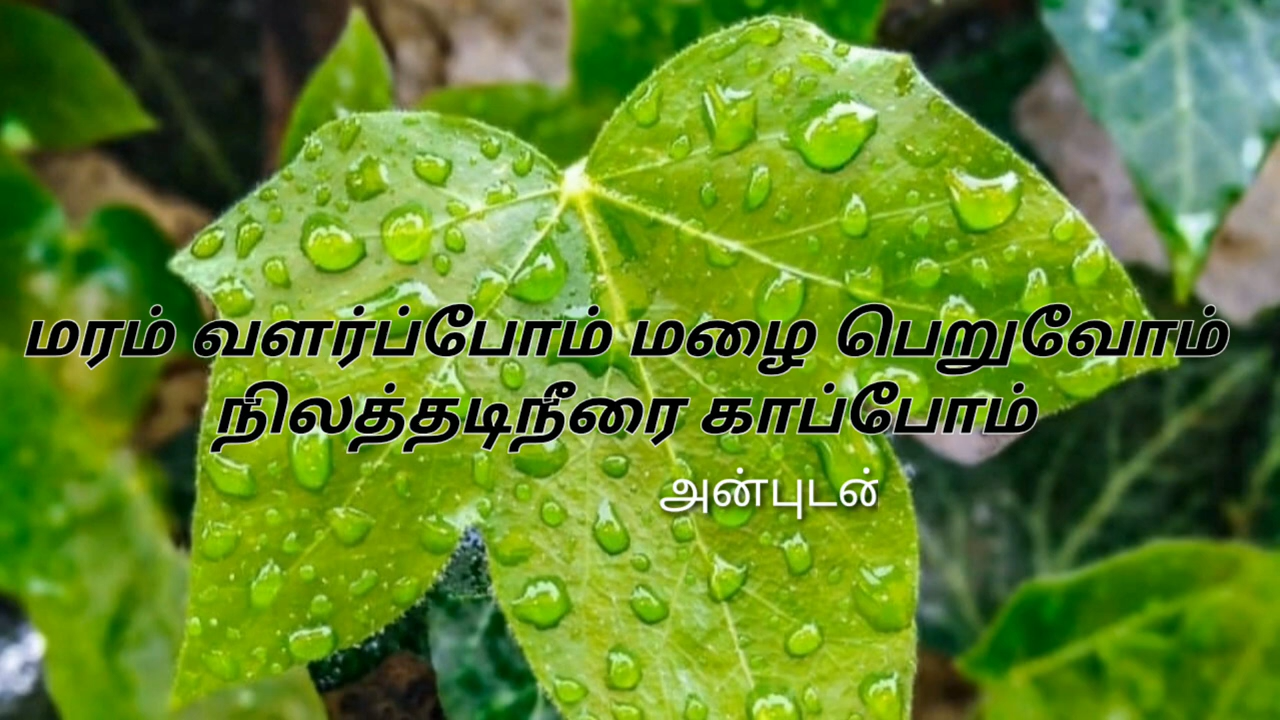 மரம் வளர்ப்போம் மழை பெறுவோம்
நிலத்தடிநீரை காப்போம்
அன்புடன்